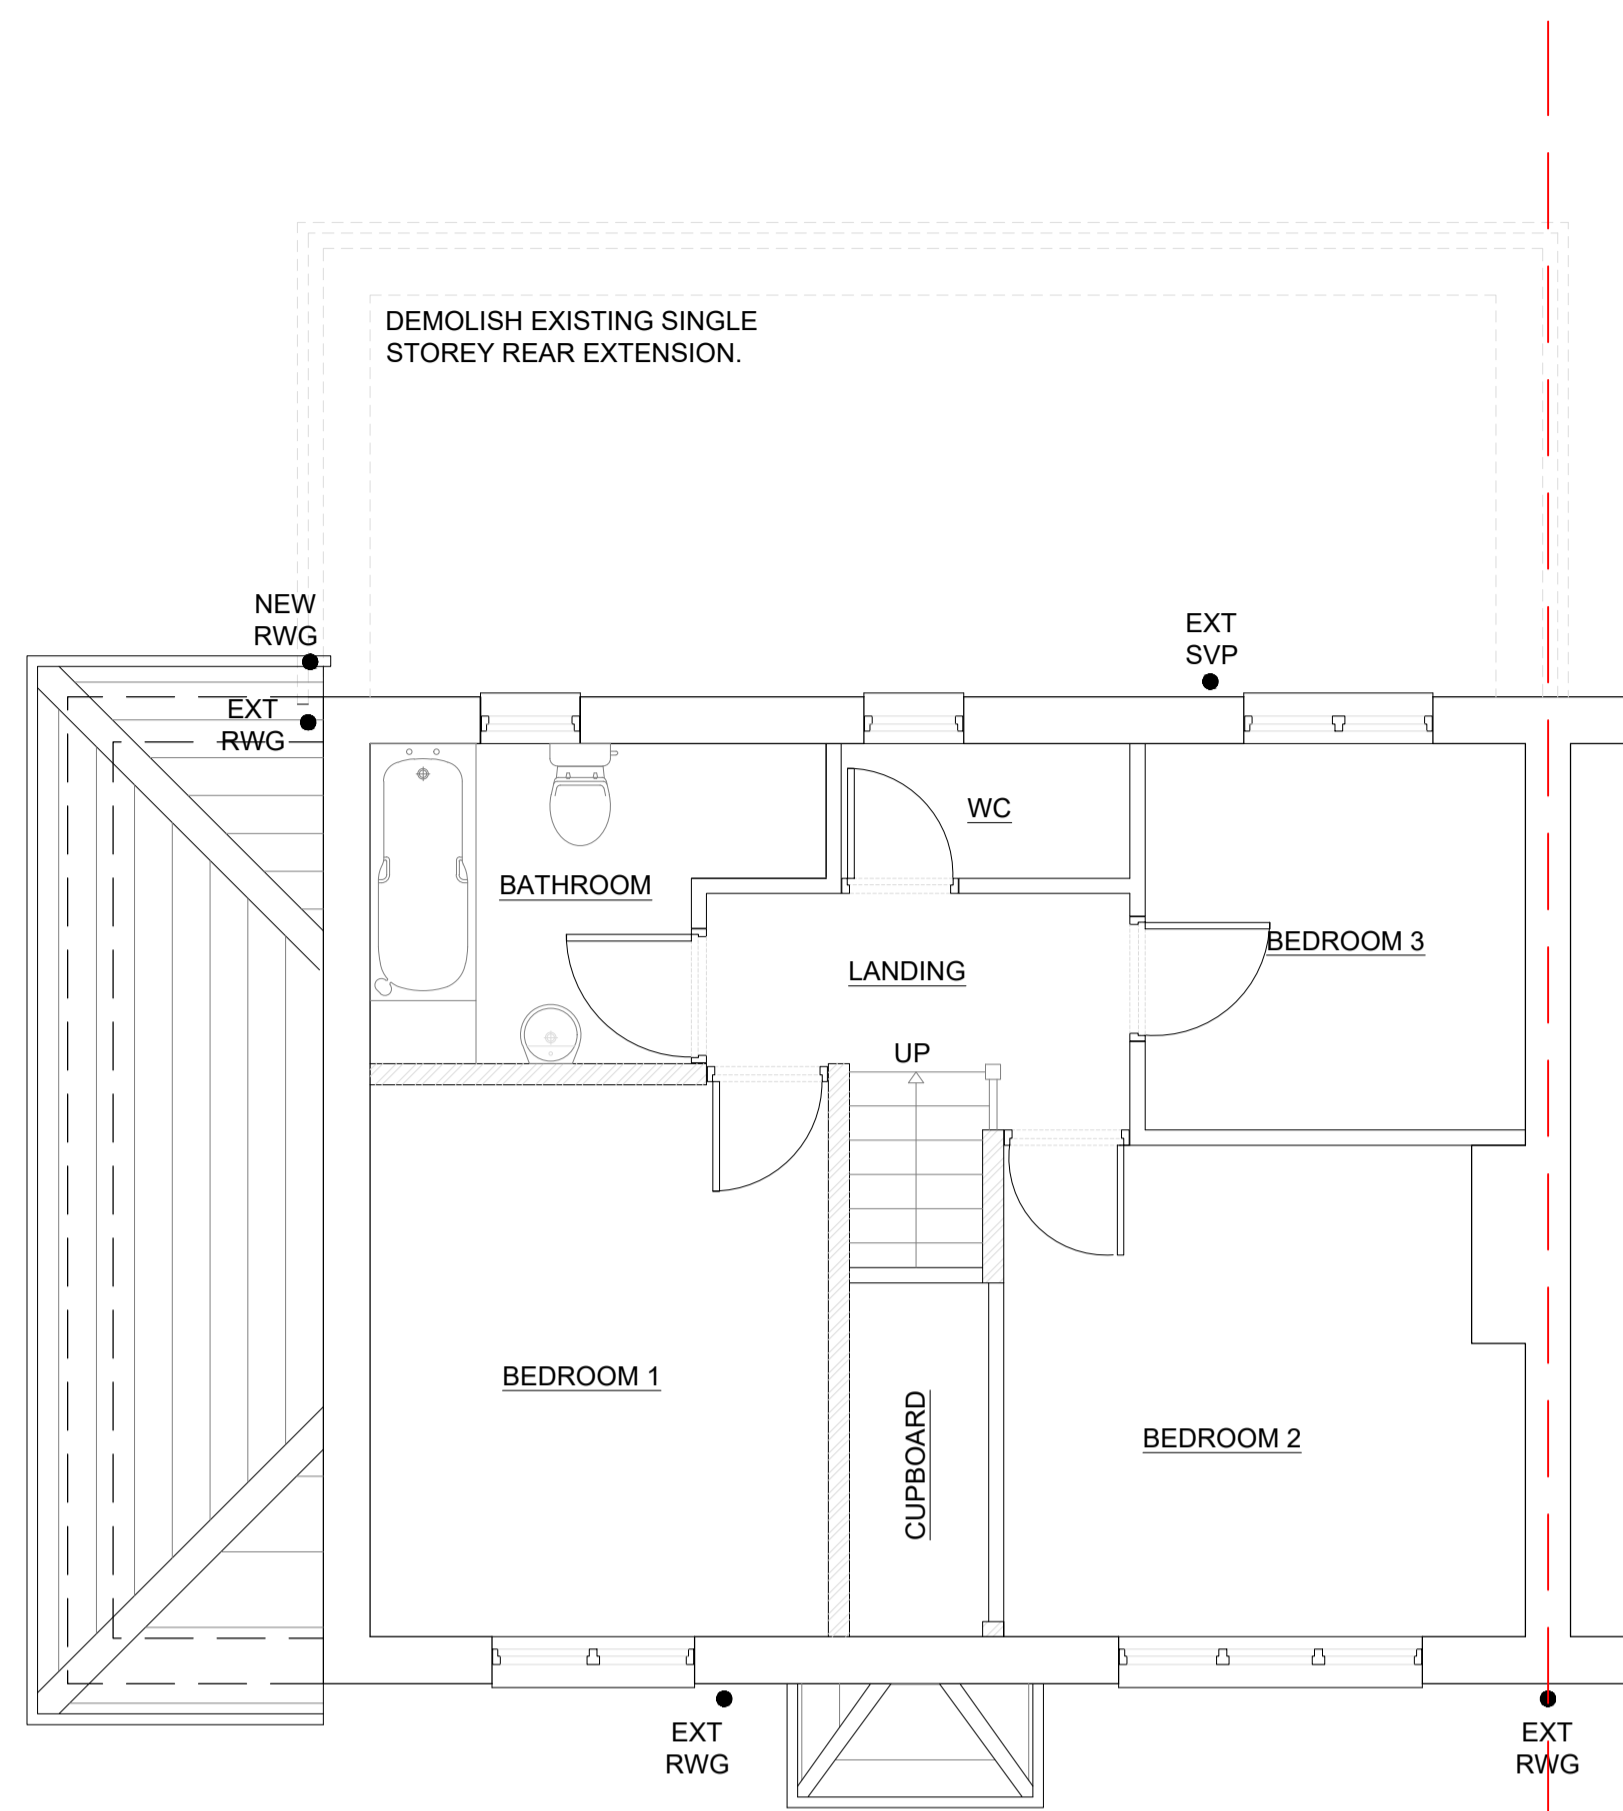 DEMOLISH EXISTING SINGLE
STOREY REAR EXTENSION.
NEW
RWG
EXT
SVP
EXT
RWG
WC
BATHROOM
BEDROOM 3
LANDING
UP
BEDROOM 1
CUPBOARD
BEDROOM 2
EXT
RWG
EXT
RWG